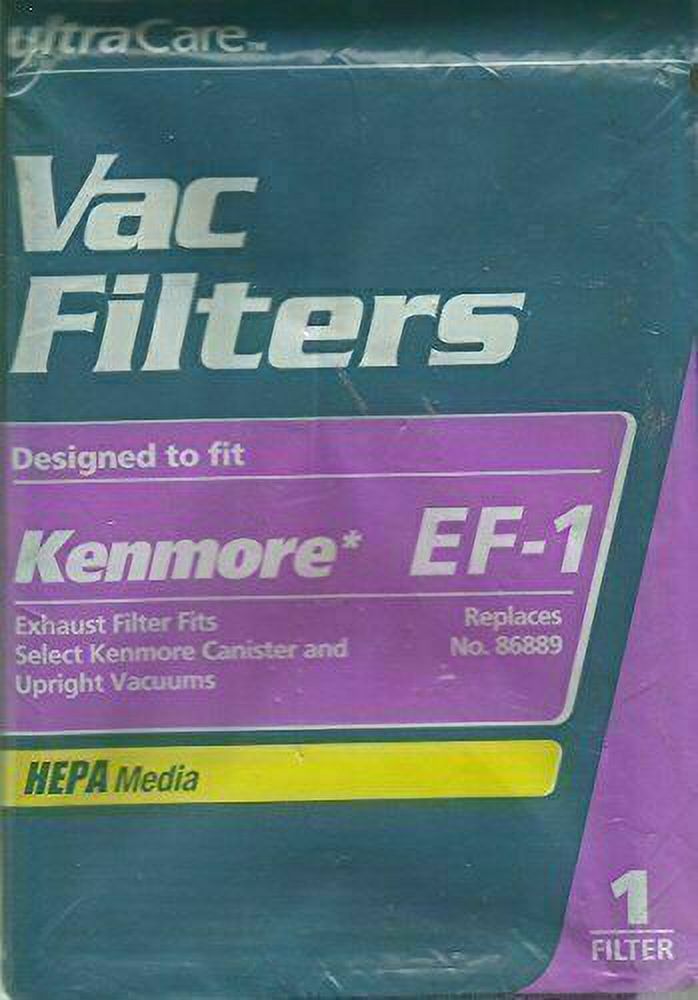 ultraCare™
Vac
Filters
Designed to fit
Kenmore* EF-1
Exhaust Filter Fits
Select Kenmore Canister and
Upright Vacuums
Replaces
No. 86889
HEPA Media
1
FILTER